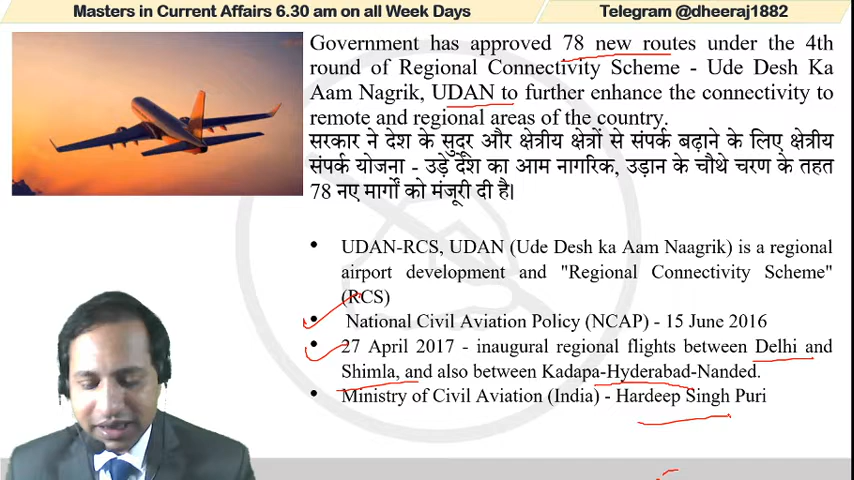 Masters in Current Affairs 6.30 am on all Week Days
Telegram @dheeraj1882
Government has approved 78 new routes under the 4th
round of Regional Connectivity Scheme - Ude Desh Ka
Aam Nagrik, UDAN to further enhance the connectivity to
remote and regional areas of the country.
सरकार ने देश के सुदूर और क्षेत्रीय क्षेत्रों से संपर्क बढ़ाने के लिए क्षेत्रीय
संपर्क योजना - उड़े देश का आम नागरिक, उड़ान के चौथे चरण के तहत
78 नए मार्गों को मंजूरी दी है।
• UDAN-RCS, UDAN (Ude Desh ka Aam Naagrik) is a regional
airport development and "Regional Connectivity Scheme"
(RCS)
• National Civil Aviation Policy (NCAP) - 15 June 2016
• 27 April 2017 - inaugural regional flights between Delhi and
Shimla, and also between Kadapa-Hyderabad-Nanded.
• Ministry of Civil Aviation (India) - Hardeep Singh Puri